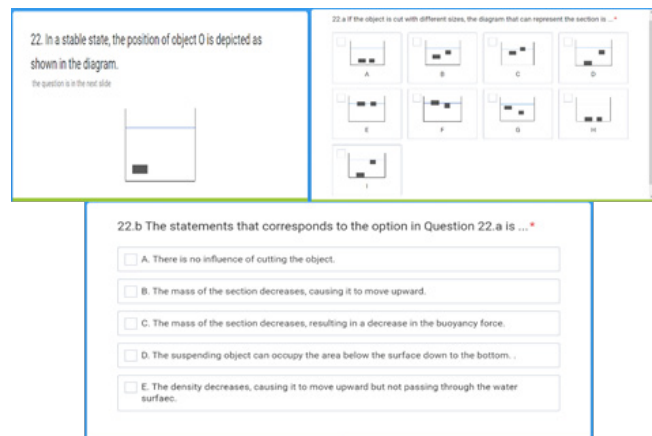 22. In a stable state, the position of object O is depicted as
shown in the diagram.
the question is in the next slide
22.a If the object is cut with different sizes, the diagram that can represent the section is ... *
A
B
C
D
E
F
G
H
I
22.b The statements that corresponds to the option in Question 22.a is ... *
A. There is no influence of cutting the object.
B. The mass of the section decreases, causing it to move upward.
C. The mass of the section decreases, resulting in a decrease in the buoyancy force.
D. The suspending object can occupy the area below the surface down to the bottom. .
E. The density decreases, causing it to move upward but not passing through the water
surfaec.